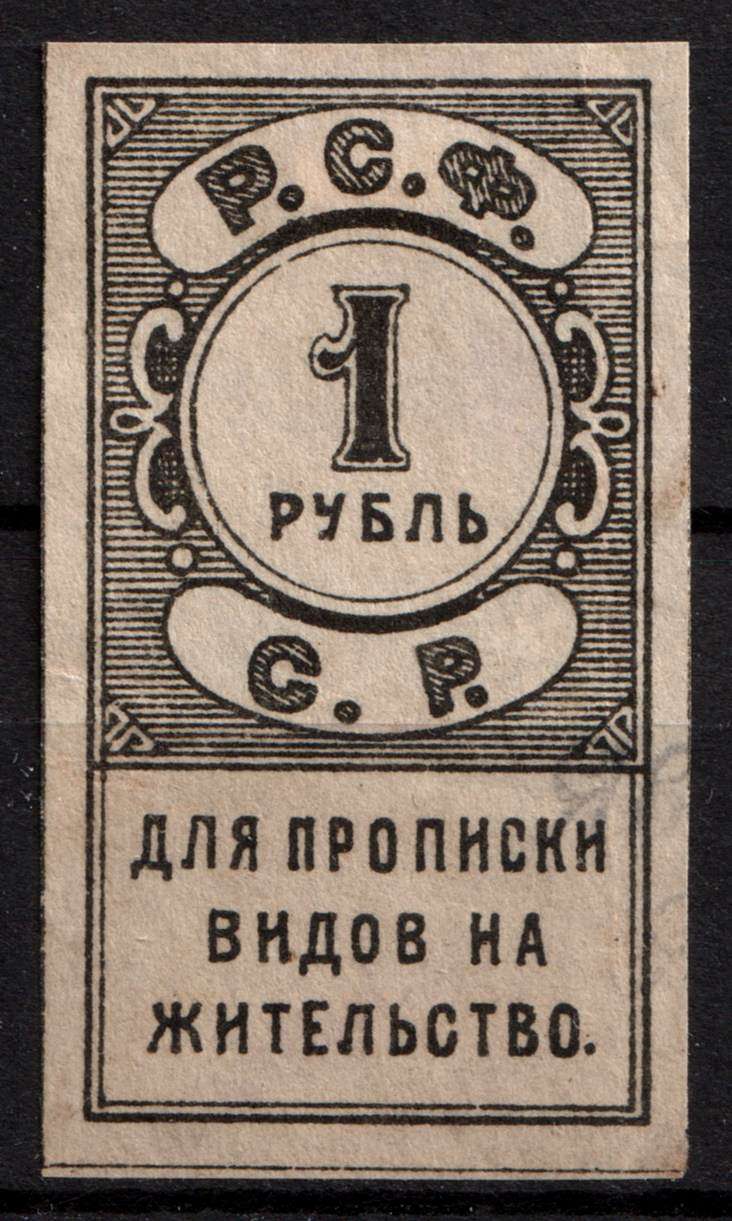 Р.С.Ф.
1
РУБЛЬ
С.Р.
ДЛЯ ПРОПИСКИ
ВИДОВ НА
ЖИТЕЛЬСТВО.